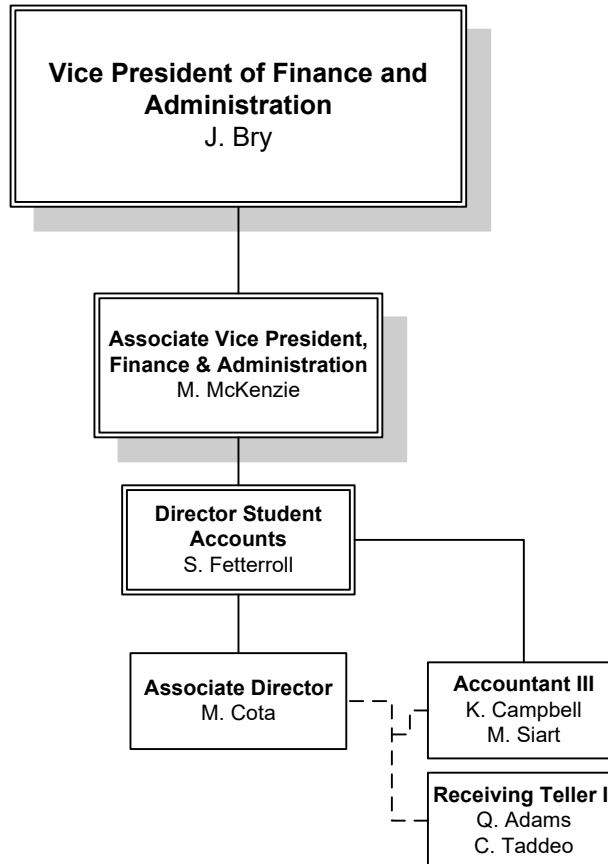 Vice President of Finance and
Administration
J. Bry
Associate Vice President,
Finance & Administration
M. McKenzie
Director Student
Accounts
S. Fetterroll
Associate Director
M. Cota
Accountant III
K. Campbell
M. Siart
Receiving Teller I
Q. Adams
C. Taddeo